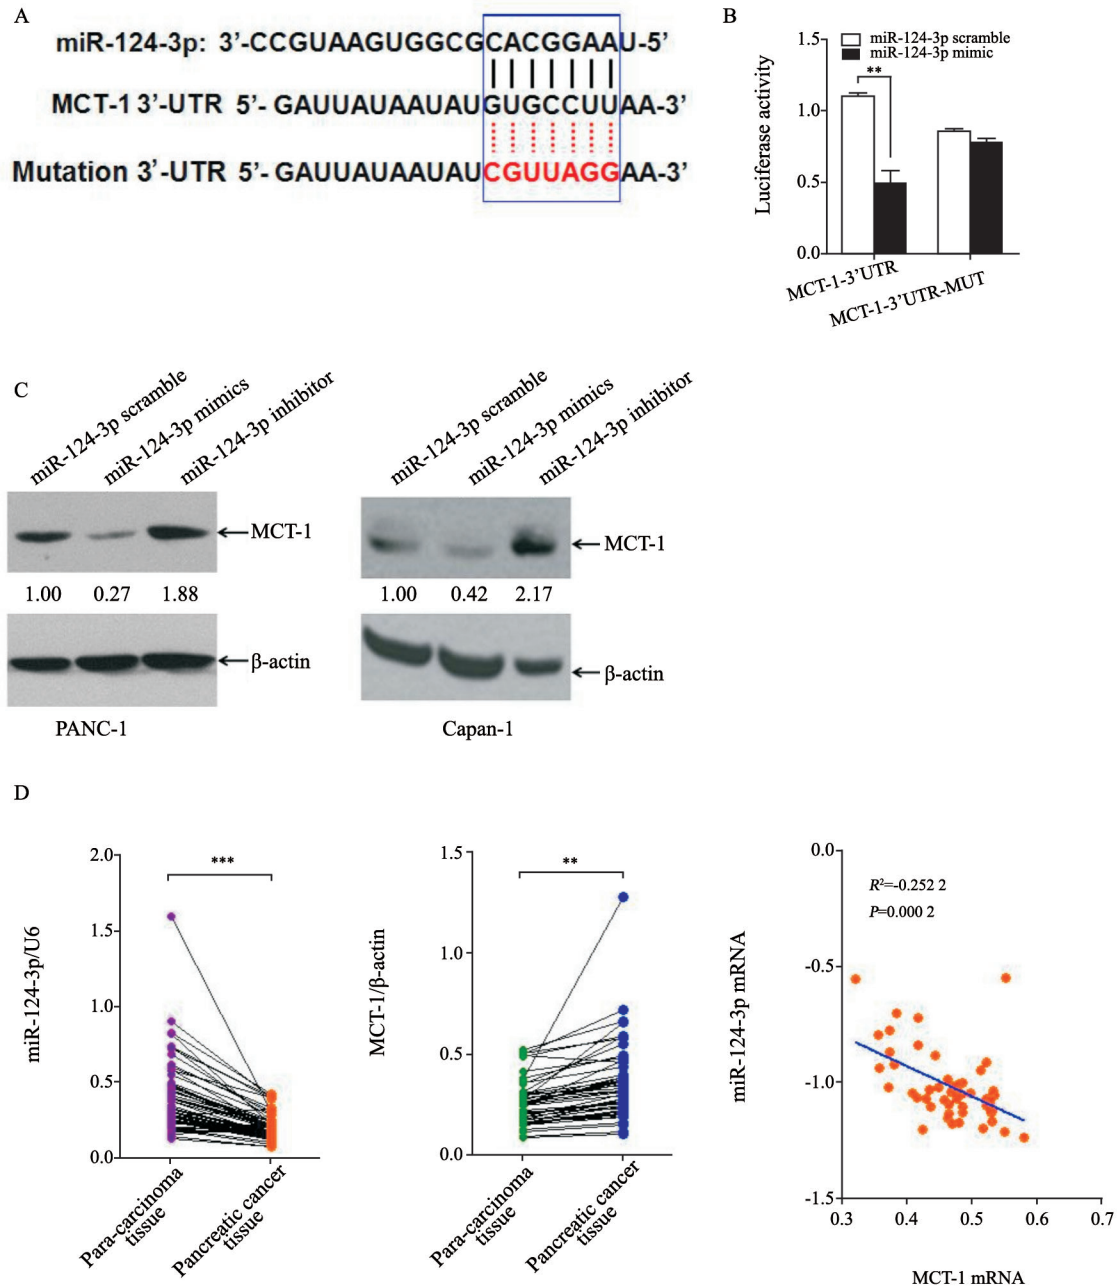 A
miR-124-3p: 3’-CCGUAAGUGGCGCACGGAAU-5’
MCT-1 3’-UTR 5’- GAUUAUAAUAUGUGCCUUAA-3’
Mutation 3’-UTR 5’- GAUUAUAAUAUCGUUAGGAA-3’
B
miR-124-3p scramble
miR-124-3p mimic
**
Luciferase activity
1.5
1.0
0.5
0.0
MCT-1-3’UTR
MCT-1-3’UTR-MUT
C
miR-124-3p scramble
miR-124-3p mimics
miR-124-3p inhibitor
MCT-1
1.00 0.27 1.88
β-actin
PANC-1
miR-124-3p scramble
miR-124-3p mimics
miR-124-3p inhibitor
MCT-1
1.00 0.42 2.17
β-actin
Capan-1
D
miR-124-3p/U6
2.0
1.5
1.0
0.5
0.0
***
Para-carcinoma
tissue
Pancreatic cancer
tissue
MCT-1/β-actin
1.5
1.0
0.5
0.0
**
Para-carcinoma
tissue
Pancreatic cancer
tissue
miR-124-3p mRNA
0.0
-0.5
-1.0
-1.5
R²=-0.252 2
P=0.000 2
0.3 0.4 0.5 0.6 0.7
MCT-1 mRNA